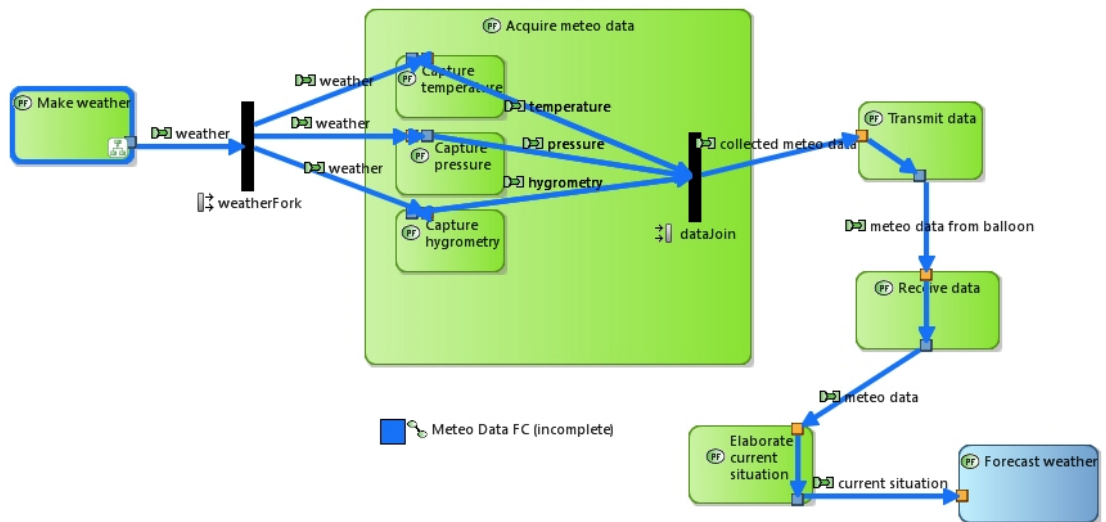 PF Acquire meteo data
PF Make weather
weather
weatherFork
weather
weather
weather
PF Capture
temperature
PF Capture
pressure
PF Capture
hygrometry
temperature
pressure
hygrometry
dataJoin
collected meteo data
PF Transmit data
meteo data from balloon
PF Receive data
meteo data
PF Elaborate
current
situation
current situation
PF Forecast weather
Meteo Data FC (incomplete)